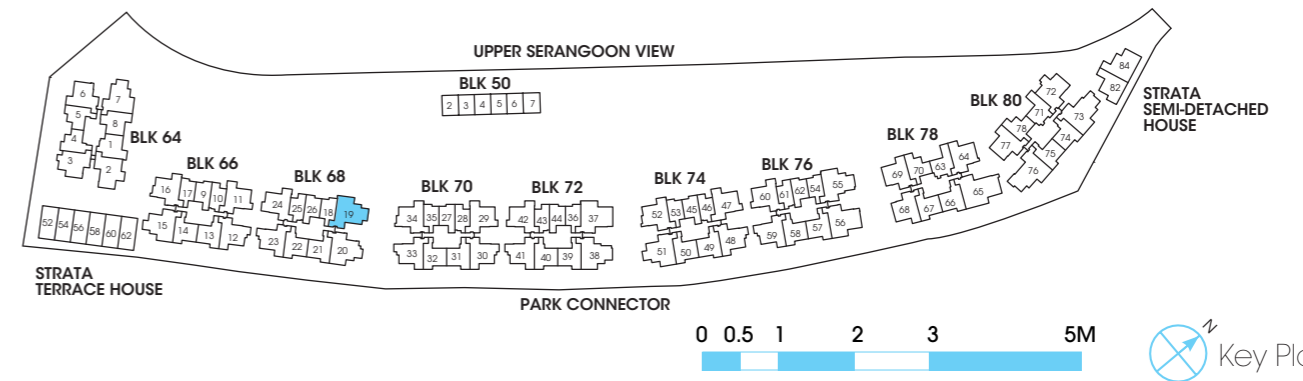 UPPER SERANGOON VIEW
BLK 50
2 3 4 5 6 7
84
82
STRATA
SEMI-DETACHED
HOUSE
BLK 80
72
71
73
78
74
77
75
76
6 7
5 8
4 1
3 2
BLK 64
BLK 66
16 17 9 10 11
15 14 13 12
BLK 68
24 25 26 18 19
23 22 21 20
BLK 70
34 35 27 28 29
33 32 31 30
BLK 72
42 43 44 36 37
41 40 39 38
BLK 74
52 53 45 46 47
51 50 49 48
BLK 76
60 61 62 54 55
59 58 57 56
BLK 78
69 70 63 64
68 67 66 65
52 54 56 58 60 62
STRATA
TERRACE HOUSE
PARK CONNECTOR
0 0.5 1 2 3 5M
N
Key Pla